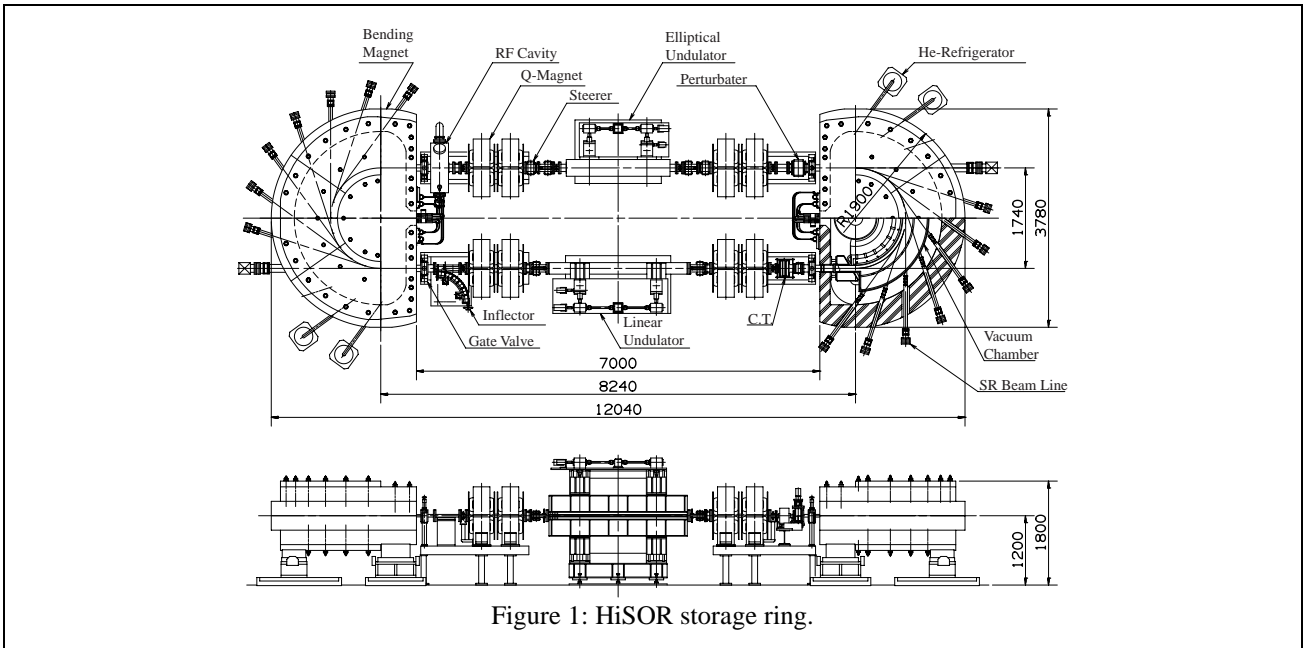 Bending
Magnet
RF Cavity
Q-Magnet
Steerer
Elliptical
Undulator
Perturbater
He-Refrigerator
R1900
1740
3780
Inflector
Gate Valve
Linear
Undulator
C.T.
Vacuum
Chamber
SR Beam Line
7000
8240
12040
1200
1800
Figure 1: HiSOR storage ring.